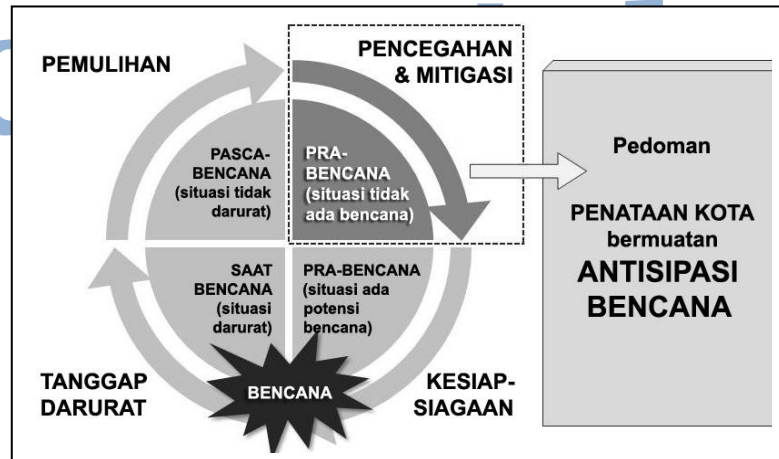 PEMULIHAN
PENCEGAHAN
& MITIGASI
PASCA-
BENCANA
(situasi tidak
darurat)
PRA-
BENCANA
(situasi tidak
ada bencana)
SAAT
BENCANA
(situasi
darurat)
PRA-BENCANA
(situasi ada
potensi
bencana)
BENCANA
TANGGAP
DARURAT
KESIAP-
SIAGAAN
Pedoman
PENATAAN KOTA
bermuatan
ANTISIPASI
BENCANA